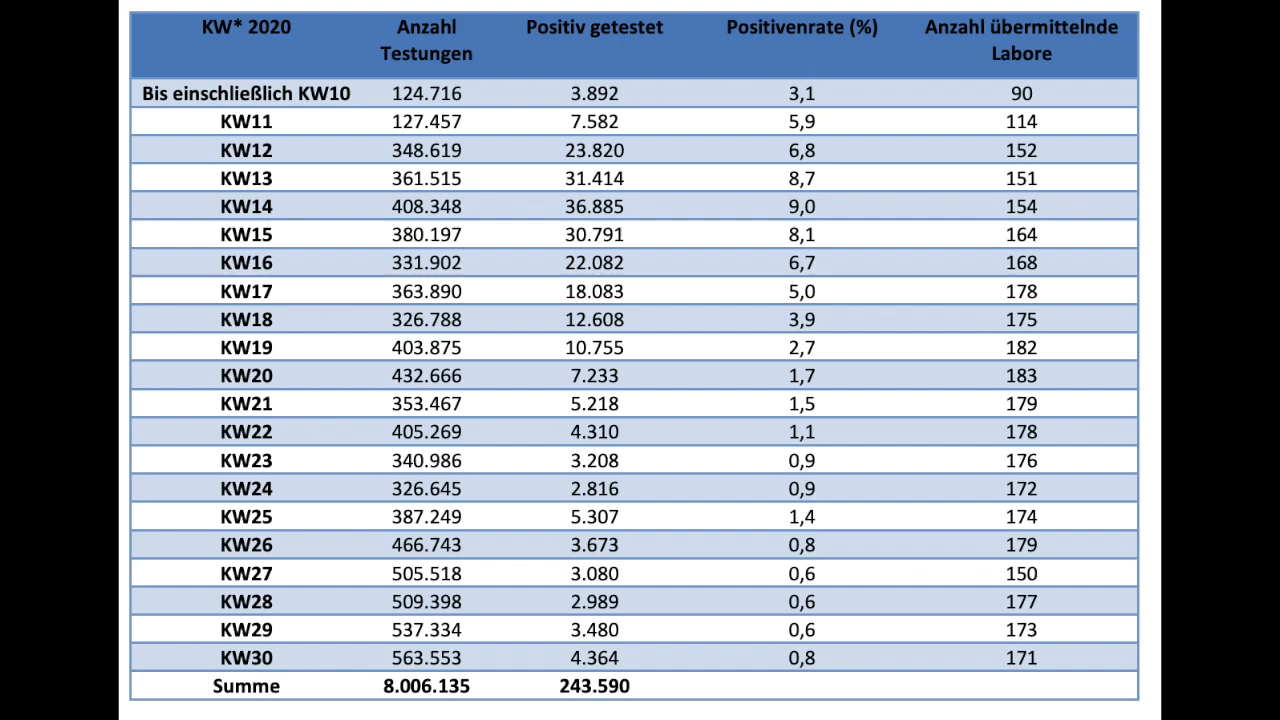 KW* 2020 Anzahl Testungen Positiv getestet Positivenrate (%) Anzahl übermittelnde Labore
Bis einschließlich KW10 124.716 3.892 3,1 90
KW11 127.457 7.582 5,9 114
KW12 348.619 23.820 6,8 152
KW13 361.515 31.414 8,7 151
KW14 408.348 36.885 9,0 154
KW15 380.197 30.791 8,1 164
KW16 331.902 22.082 6,7 168
KW17 363.890 18.083 5,0 178
KW18 326.788 12.608 3,9 175
KW19 403.875 10.755 2,7 182
KW20 432.666 7.233 1,7 183
KW21 353.467 5.218 1,5 179
KW22 405.269 4.310 1,1 178
KW23 340.986 3.208 0,9 176
KW24 326.645 2.816 0,9 172
KW25 387.249 5.307 1,4 174
KW26 466.743 3.673 0,8 179
KW27 505.518 3.080 0,6 150
KW28 509.398 2.989 0,6 177
KW29 537.334 3.480 0,6 173
KW30 563.553 4.364 0,8 171
Summe 8.006.135 243.590